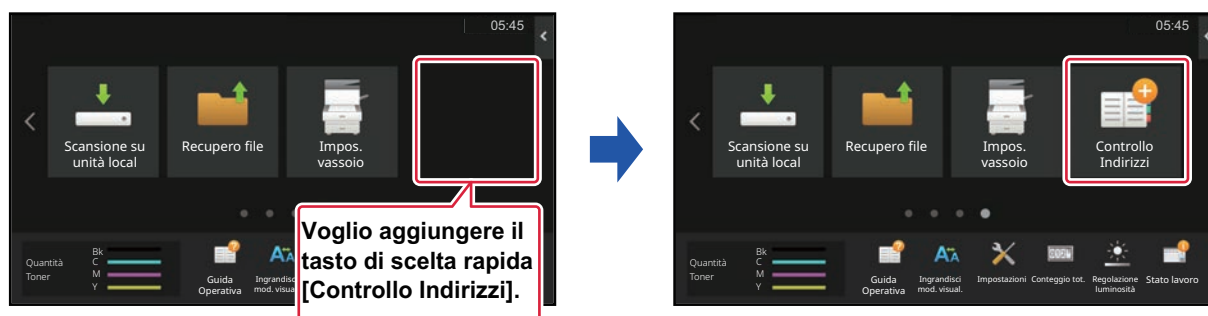 05:45
Scansione su
unità local
Recupero file
Impos.
vassoio
Voglio aggiungere il
tasto di scelta rapida
[Controllo Indirizzi].
Quantità
Toner
Bk
C
M
Y
Guida
Operativa
Ingrandisc
mod. visual
05:45
Scansione su
unità local
Recupero file
Impos.
vassoio
Controllo
Indirizzi
Quantità
Toner
Bk
C
M
Y
Guida
Operativa
Ingrandisci
mod. visual.
Impostazioni
Conteggio tot.
Regolazione
luminosità
Stato lavoro